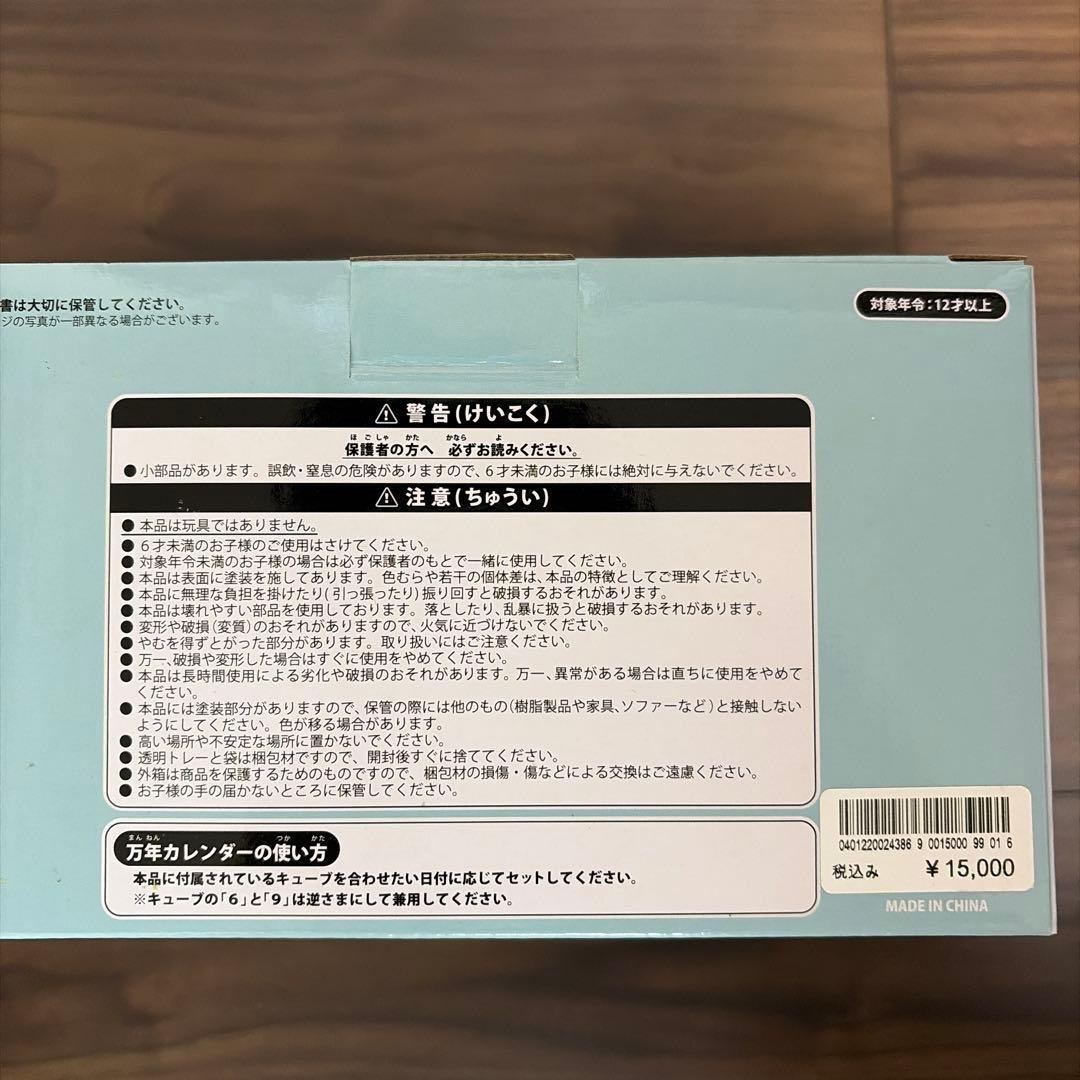 書は大切に保管してください。
ジの写真が一部異なる場合がございます。
対象年令:12才以上
⚠ 警告(けいこく)
ほごしゃ かた かなら よ
保護者の方へ 必ずお読みください。
●小部品があります。誤飲・窒息の危険がありますので、6才未満のお子様には絶対に与えないでください。
⚠ 注意(ちゅうい)
●本品は玩具ではありません。
●6才未満のお子様のご使用はさけてください。
●対象年令未満のお子様の場合は必ず保護者のもとで一緒に使用してください。
●本品は表面に塗装を施してあります。色むらや若干の個体差は、本品の特徴としてご理解ください。
●本品に無理な負担を掛けたり(引っ張ったり)振り回すと破損するおそれがあります。
●本品は壊れやすい部品を使用しております。落としたり、乱暴に扱うと破損するおそれがあります。
●変形や破損(変質)のおそれがありますので、火気に近づけないでください。
●やむを得ずとがった部分があります。取り扱いにはご注意ください。
●万一、破損や変形した場合はすぐに使用をやめてください。
●本品は長時間使用による劣化や破損のおそれがあります。万一、異常がある場合は直ちに使用をやめて
ください。
●本品には塗装部分がありますので、保管の際には他のもの(樹脂製品や家具、ソファーなど)と接触しない
ようにしてください。色が移る場合があります。
●高い場所や不安定な場所に置かないでください。
●透明トレーと袋は梱包材ですので、開封後すぐに捨ててください。
●外箱は商品を保護するためのものですので、梱包材の損傷・傷などによる交換はご遠慮ください。
●お子様の手の届かないところに保管してください。
まんねん つか かた
万年カレンダーの使い方
本品に付属されているキューブを合わせたい日付に応じてセットしてください。
※キューブの「6」と「9」は逆さまにして兼用してください。
0401220024386 9 0015000 99 01 6
税込み ¥15,000
MADE IN CHINA